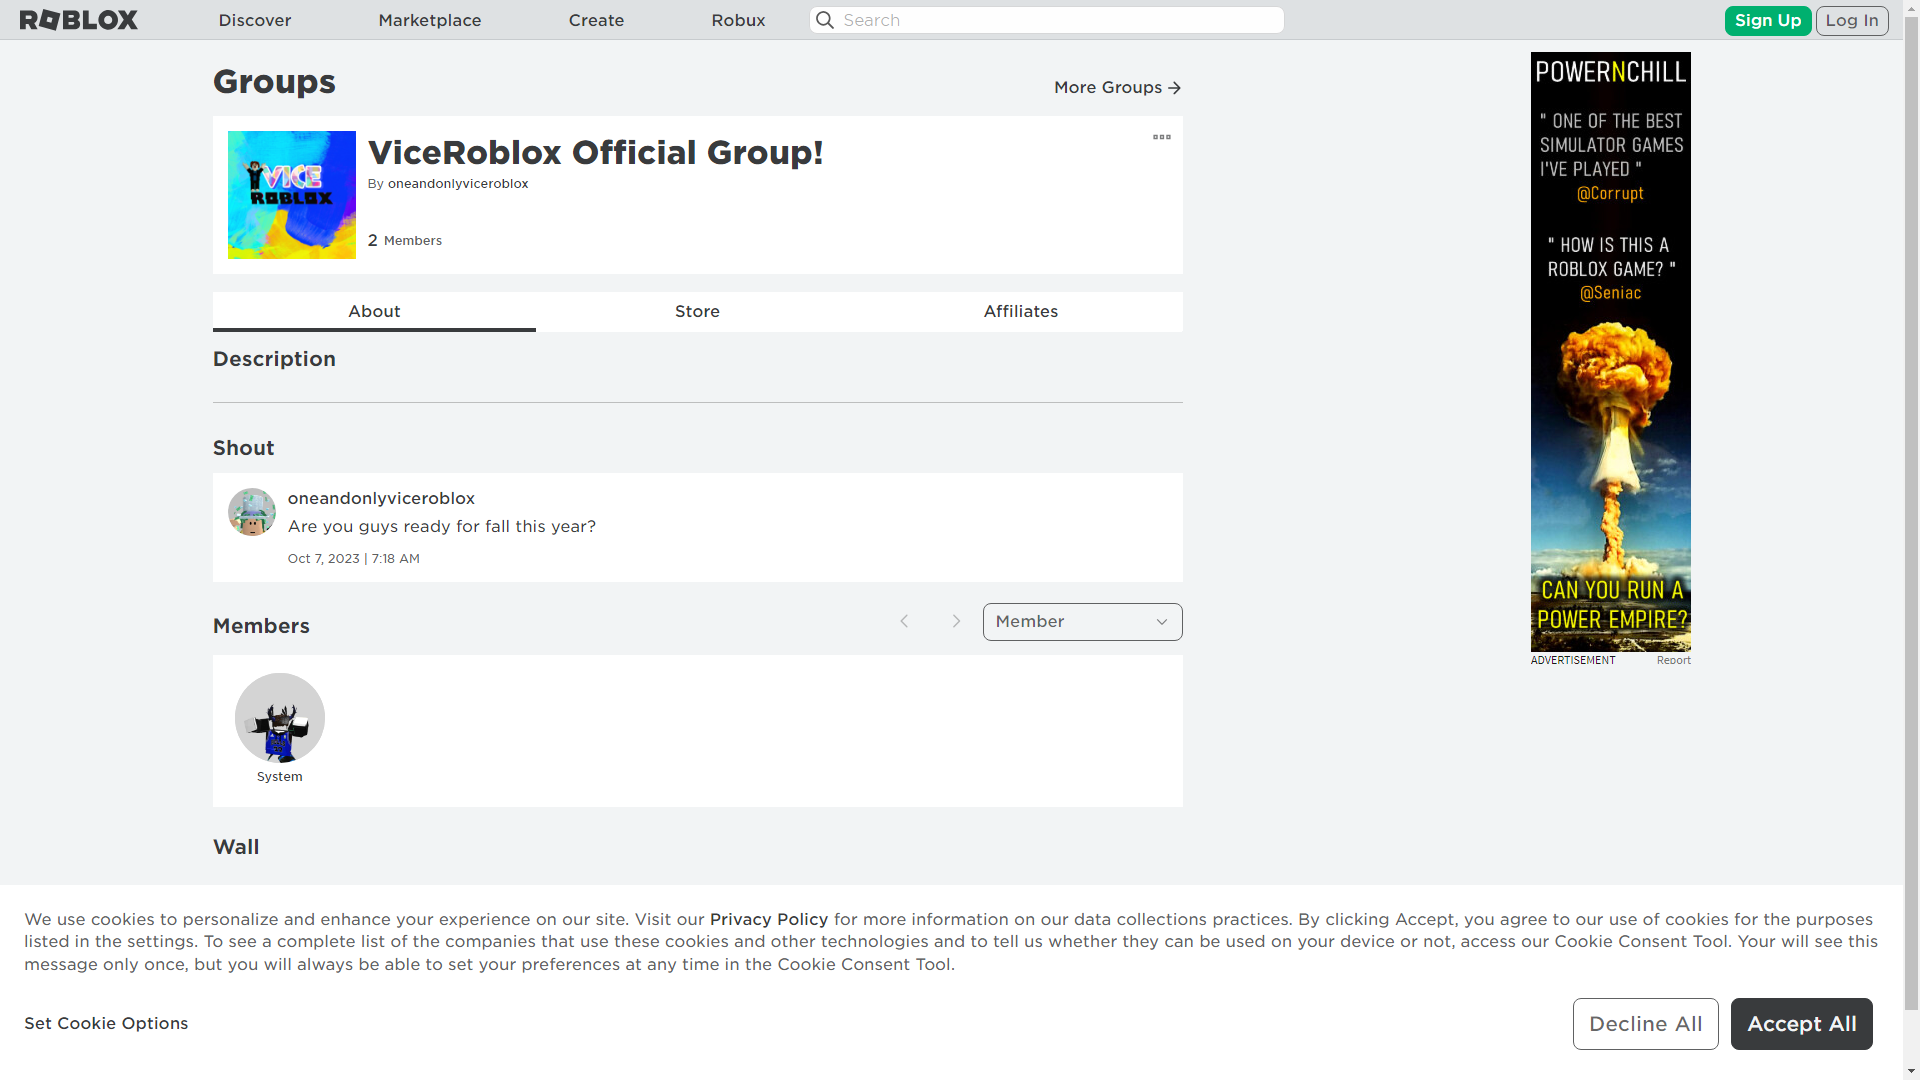 ROBLOX
Discover
Marketplace
Create
Robux
Search
Sign Up
Log In
Groups
More Groups
VICE
ROBLOX
ViceRoblox Official Group!
By oneandonlyviceroblox
2 Members
About
Store
Affiliates
Description
Shout
oneandonlyviceroblox
Are you guys ready for fall this year?
Oct 7, 2023 | 7:18 AM
Members
Member
System
Wall
POWERNCHILL
" ONE OF THE BEST
SIMULATOR GAMES
I'VE PLAYED "
@Corrupt
" HOW IS THIS A
ROBLOX GAME? "
@Seniac
CAN YOU RUN A
POWER EMPIRE?
ADVERTISEMENT
Report
We use cookies to personalize and enhance your experience on our site. Visit our Privacy Policy for more information on our data collections practices. By clicking Accept, you agree to our use of cookies for the purposes
listed in the settings. To see a complete list of the companies that use these cookies and other technologies and to tell us whether they can be used on your device or not, access our Cookie Consent Tool. Your will see this
message only once, but you will always be able to set your preferences at any time in the Cookie Consent Tool.
Set Cookie Options
Decline All
Accept All